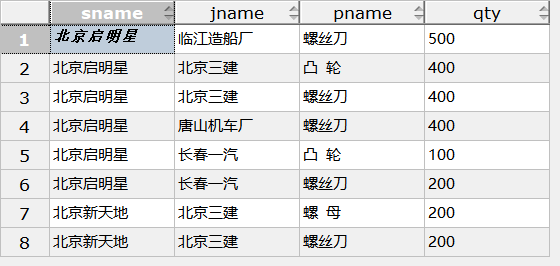 sname jname pname qty
1 北京启明星 临江造船厂 螺丝刀 500
2 北京启明星 北京三建 凸 轮 400
3 北京启明星 北京三建 螺丝刀 400
4 北京启明星 唐山机车厂 螺丝刀 400
5 北京启明星 长春一汽 凸 轮 100
6 北京启明星 长春一汽 螺丝刀 200
7 北京新天地 北京三建 螺 母 200
8 北京新天地 北京三建 螺丝刀 200